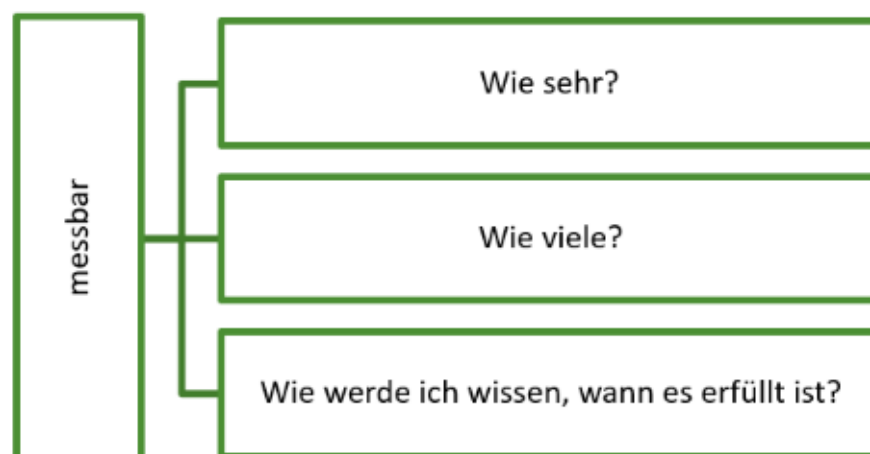 messbar
Wie sehr?
Wie viele?
Wie werde ich wissen, wann es erfüllt ist?